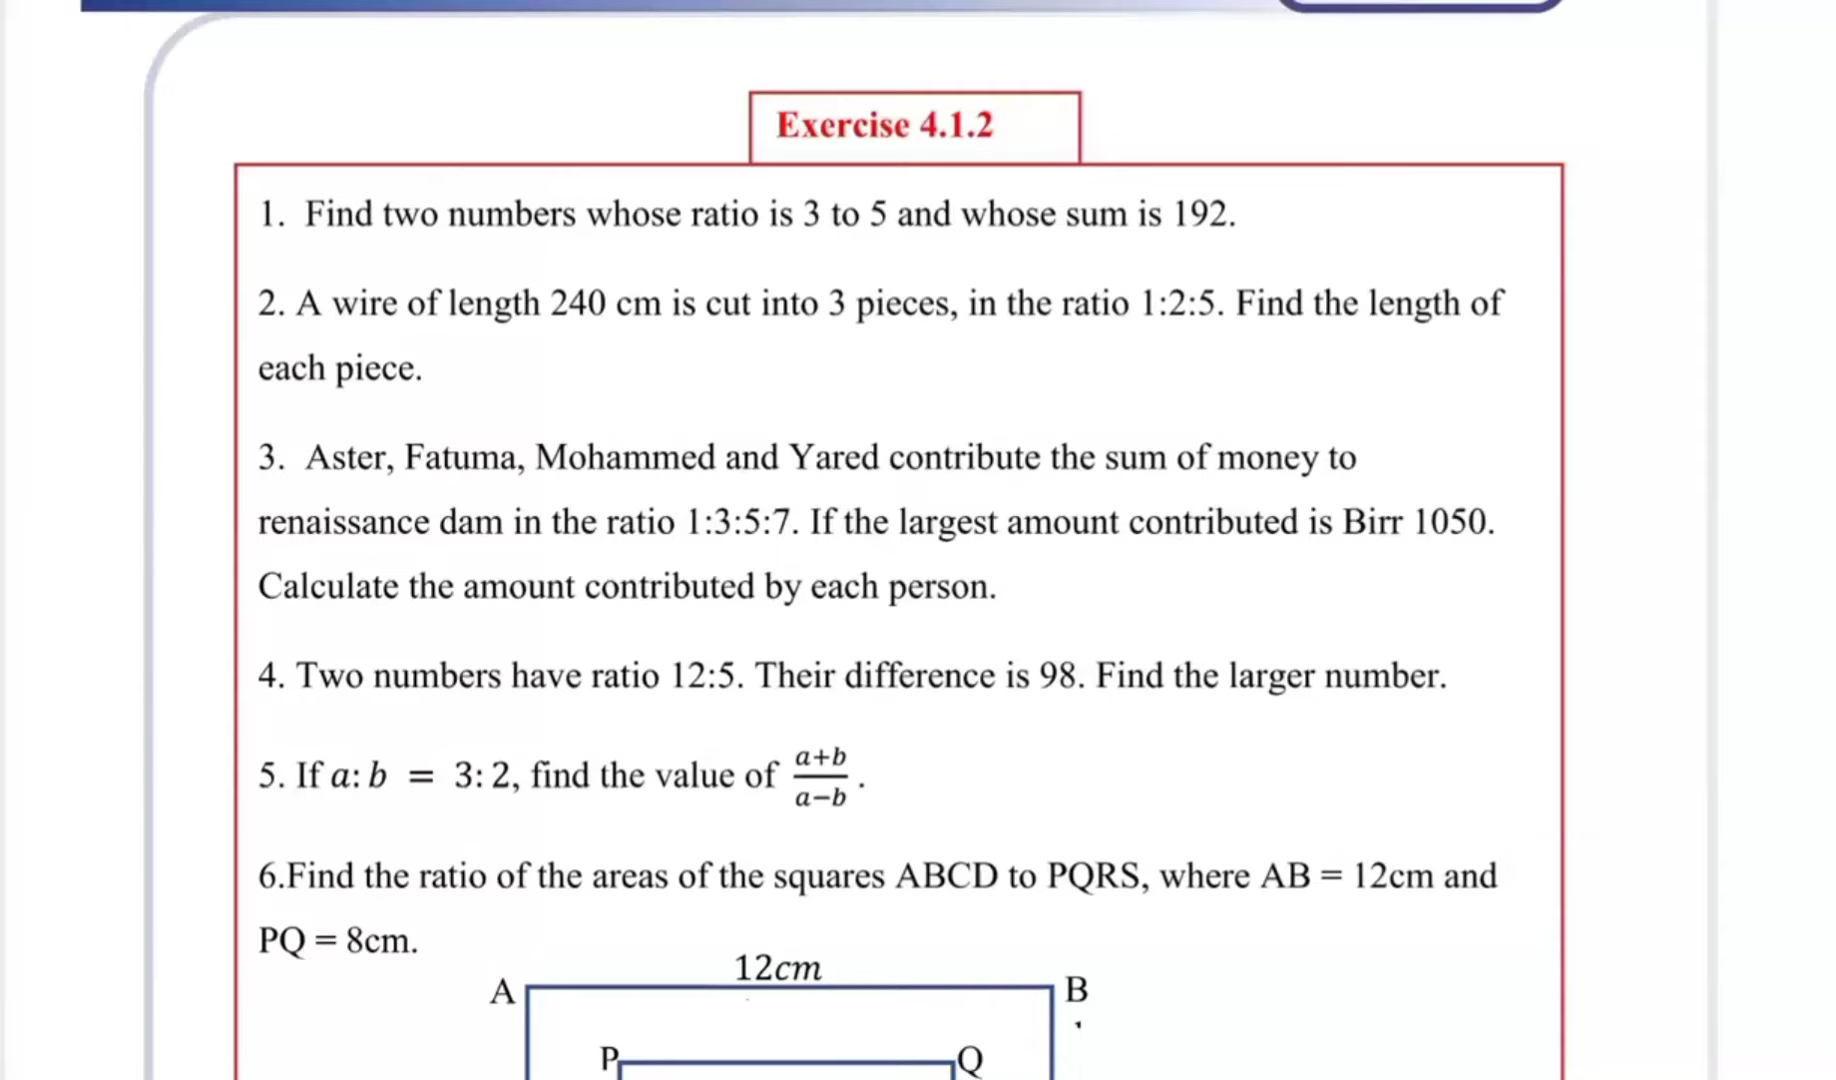 Exercise 4.1.2
1. Find two numbers whose ratio is 3 to 5 and whose sum is 192.
2. A wire of length 240 cm is cut into 3 pieces, in the ratio 1:2:5. Find the length of
each piece.
3. Aster, Fatuma, Mohammed and Yared contribute the sum of money to
renaissance dam in the ratio 1:3:5:7. If the largest amount contributed is Birr 1050.
Calculate the amount contributed by each person.
4. Two numbers have ratio 12:5. Their difference is 98. Find the larger number.
5. If a: b = 3: 2, find the value of \frac{a+b}{a-b} .
6.Find the ratio of the areas of the squares ABCD to PQRS, where AB = 12cm and
PQ = 8cm.
12cm
A B
P Q